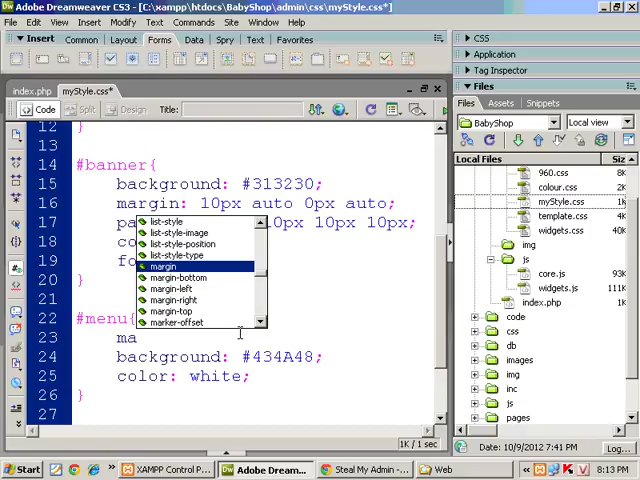 Adobe Dreamweaver CS3 - [C:\xampp\htdocs\BabyShop\admin\css\myStyle.css*]
File Edit View Insert Modify Text Commands Site Window Help
Insert Common Layout Forms Data Spry Text Favorites
CSS
Application
Tag Inspector
Files
Files Assets Snippets
BabyShop Local view
Local Files Size
960.css 8K
colour.css 1K
myStyle.css 1K
template.css 2K
widgets.css 3K
img
js
core.js 3K
widgets.js 3K
index.php 2K
code
css
db
images
img
inc
js
pages
Date: 10/9/2012 7:41 PM Log...
index.php myStyle.css*
Code Split Design Title:
12 }
13
14 #banner{
15 background: #313230;
16 margin: 10px auto 0px auto;
17 pa 10px 10px 10px;
18 co
19 fo
20 }
21
22 #menu{
23 ma
24 background: #434A48;
25 color: white;
26 }
27
list-style
list-style-image
list-style-position
list-style-type
margin
margin-bottom
margin-left
margin-right
margin-top
marker-offset
1K / 1 sec
Start XAMPP Control P... Adobe Dream... Steal My Admin - ... Web 8:13 PM